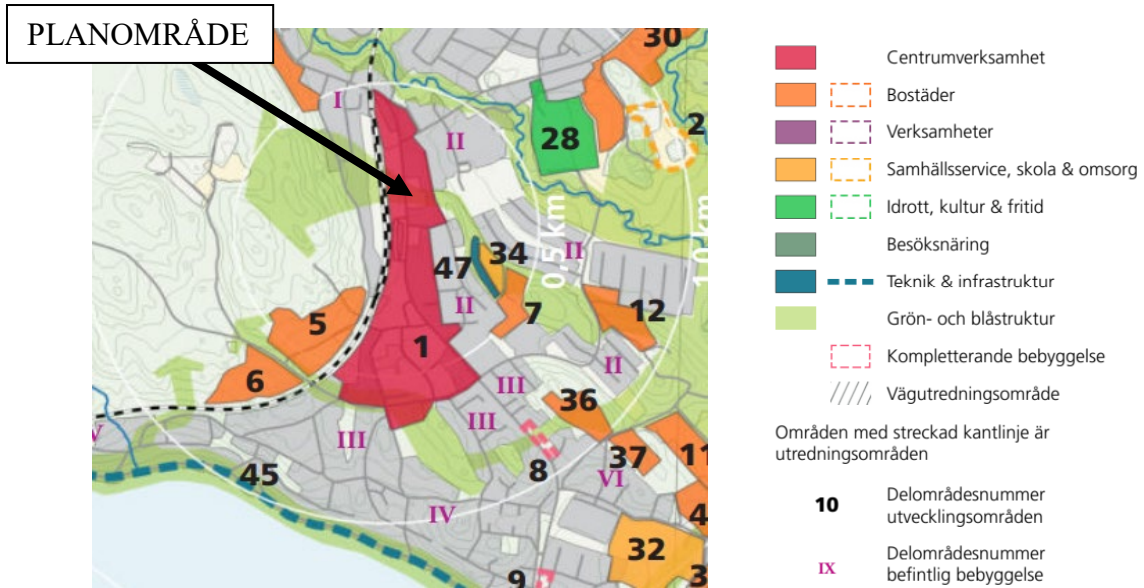 PLANOMRÅDE
30
I
II
28
2
0.5 km
1.0 km
34
II
47
II
7
12
5
1
6
II
III
36
III
III
37
11
V
8
VI
45
IV
4
32
9
3
Centrumverksamhet
Bostäder
Verksamheter
Samhällsservice, skola & omsorg
Idrott, kultur & fritid
Besöksnäring
Teknik & infrastruktur
Grön- och blåstruktur
Kompletterande bebyggelse
Vägutredningsområde
Områden med streckad kantlinje är
utredningsområden
10 Delområdesnummer
utvecklingsområden
IX Delområdesnummer
befintlig bebyggelse